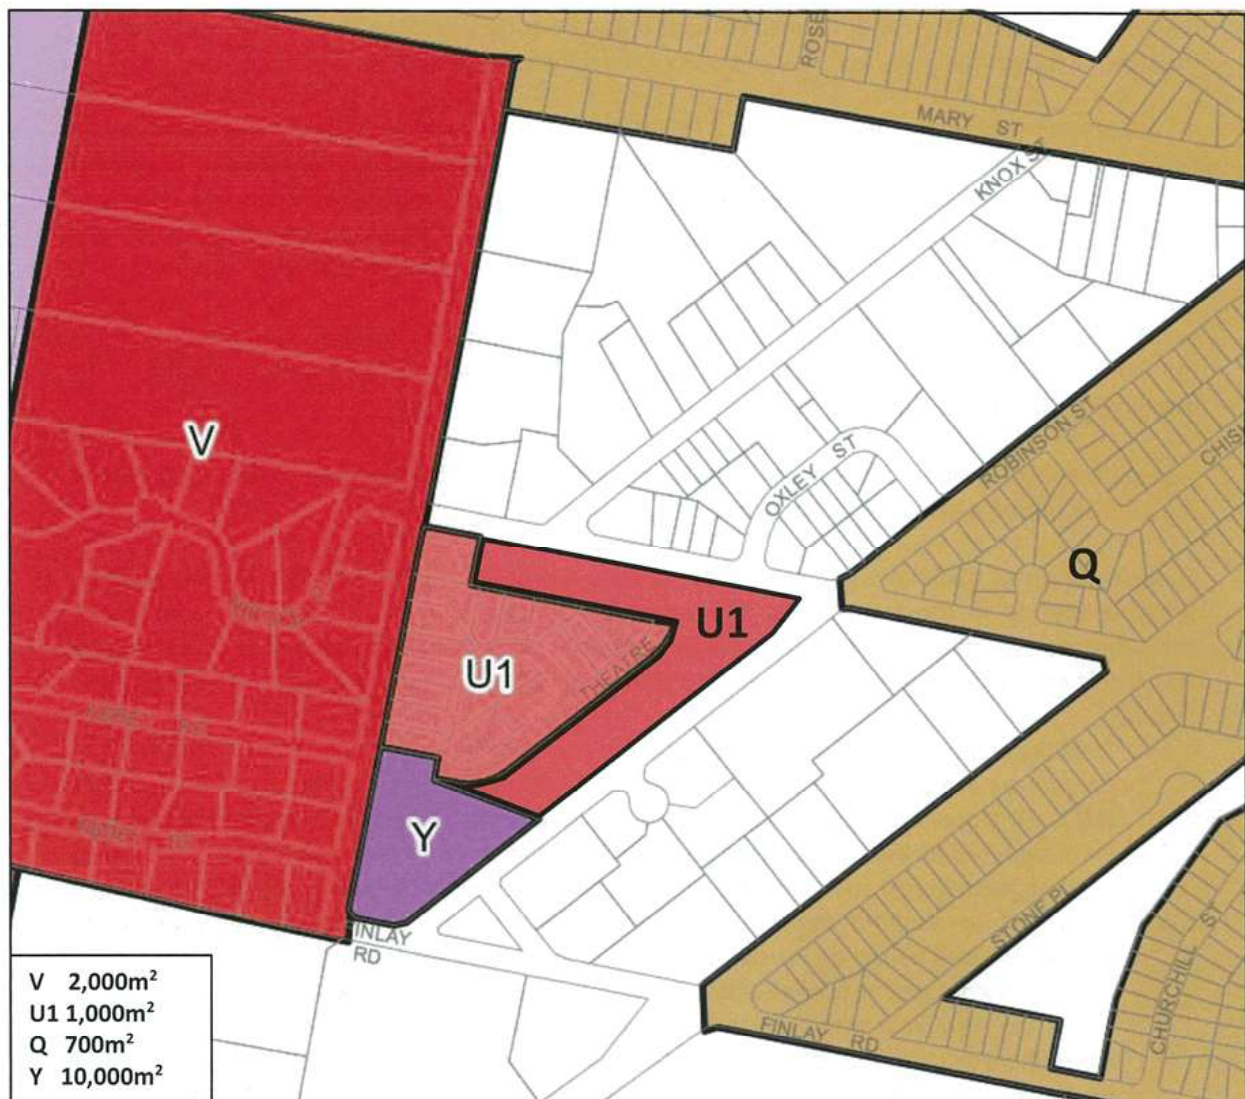 ROSE
MARY ST
KNOX ST
V
OXLEY ST
ROBINSON ST
CHIS
Q
U1
U1
THEATRE
Y
INLAY
RD
STONE PL
CHURCHILL ST
FINLAY RD
V 2,000m²
U1 1,000m²
Q 700m²
Y 10,000m²